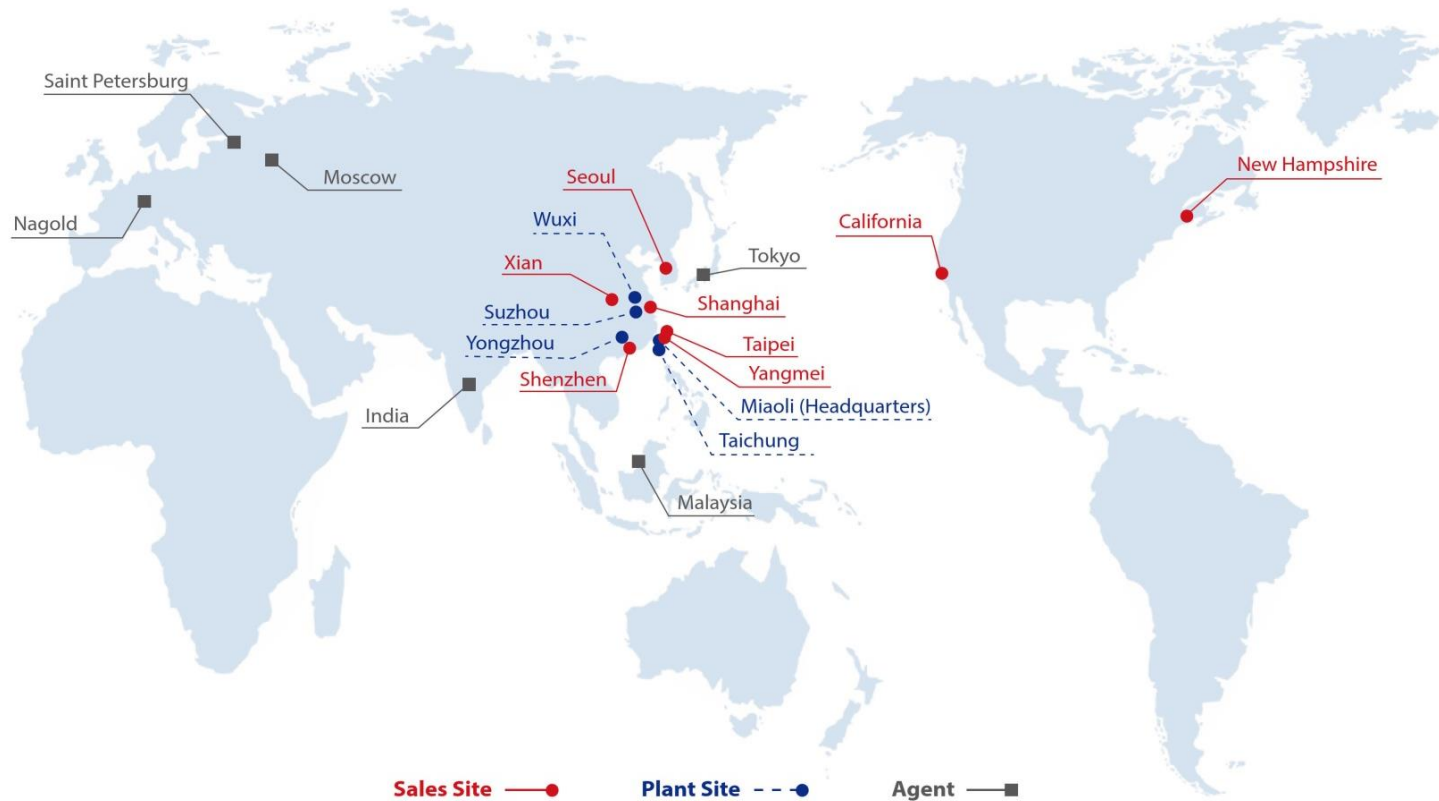 Saint Petersburg
Moscow
Nagold
Seoul
Wuxi
Xian
Tokyo
Suzhou
Shanghai
Yongzhou
Taipei
Shenzhen
Yangmei
India
Miaoli (Headquarters)
Taichung
Malaysia
New Hampshire
California
Sales Site
Plant Site
Agent